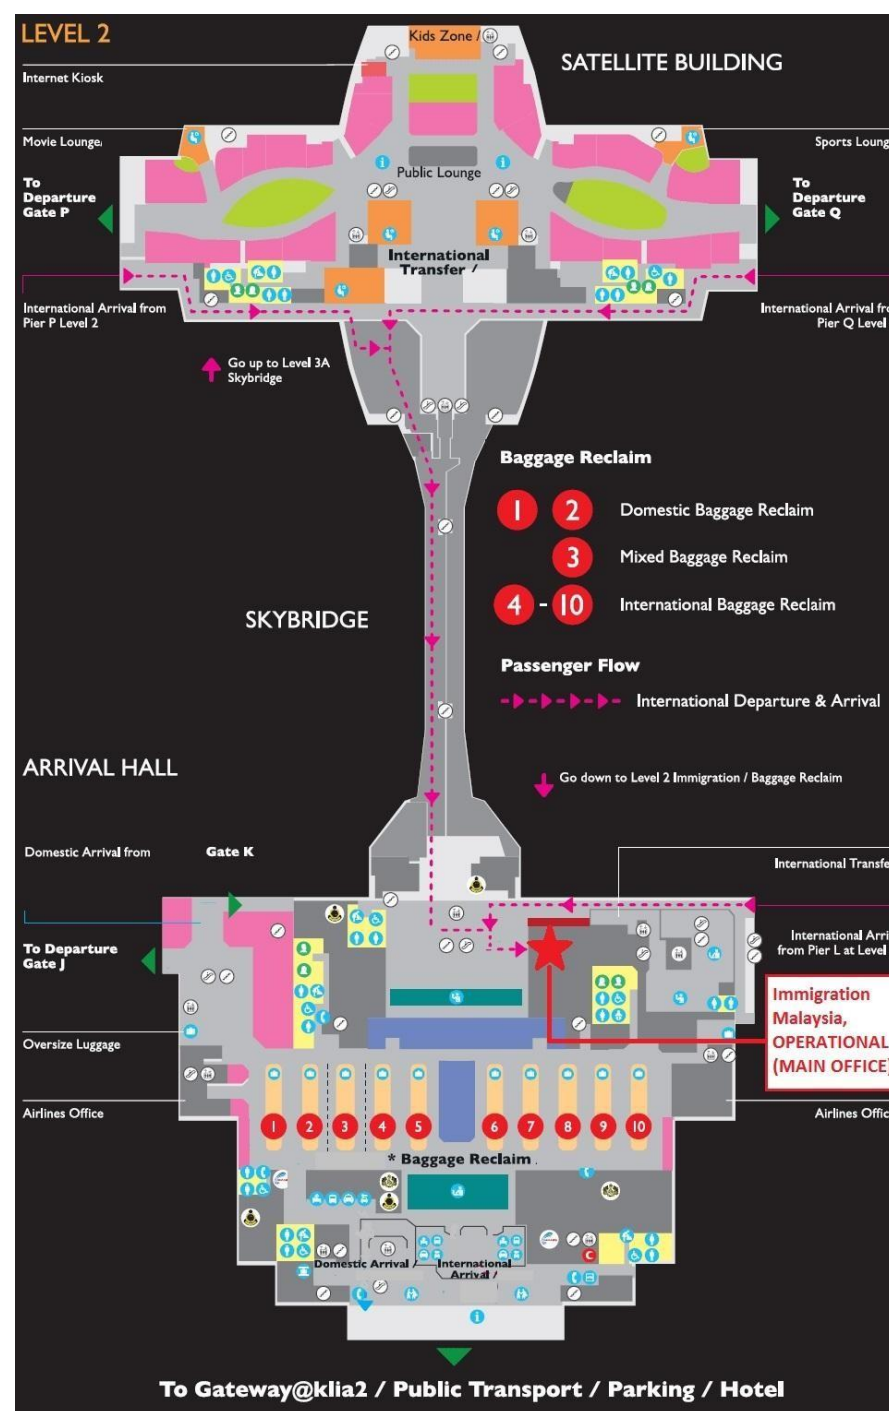 LEVEL 2
Kids Zone /
SATELLITE BUILDING
Internet Kiosk
Movie Lounge
Sports Loung
Public Lounge
To
Departure
Gate P
To
Departure
Gate Q
International
Transfer /
International Arrival from
Pier P Level 2
International Arrival fro
Pier Q Level
Go up to Level 3A
Skybridge
Baggage Reclaim
1 2 Domestic Baggage Reclaim
3 Mixed Baggage Reclaim
4 - 10 International Baggage Reclaim
SKYBRIDGE
Passenger Flow
International Departure & Arrival
ARRIVAL HALL
Go down to Level 2 Immigration / Baggage Reclaim
Domestic Arrival from Gate K
International Transfe
To Departure
Gate J
International Arri
from Pier L at Level
Immigration
Malaysia,
OPERATIONAL
(MAIN OFFICE)
Oversize Luggage
Airlines Office
Airlines Offic
1 2 3 4 5 6 7 8 9 10
* Baggage Reclaim
Domestic Arrival /
International
Arrival /
To Gateway@klia2 / Public Transport / Parking / Hotel